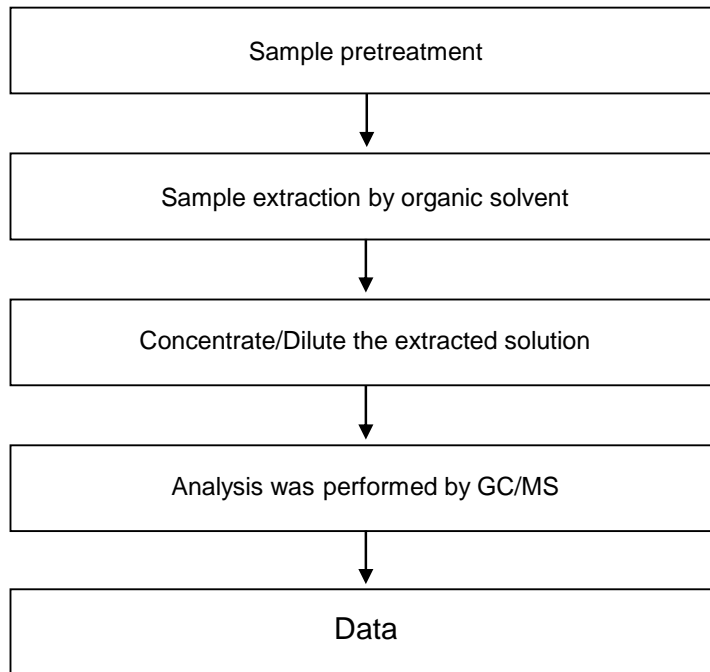 Sample pretreatment
Sample extraction by organic solvent
Concentrate/Dilute the extracted solution
Analysis was performed by GC/MS
Data